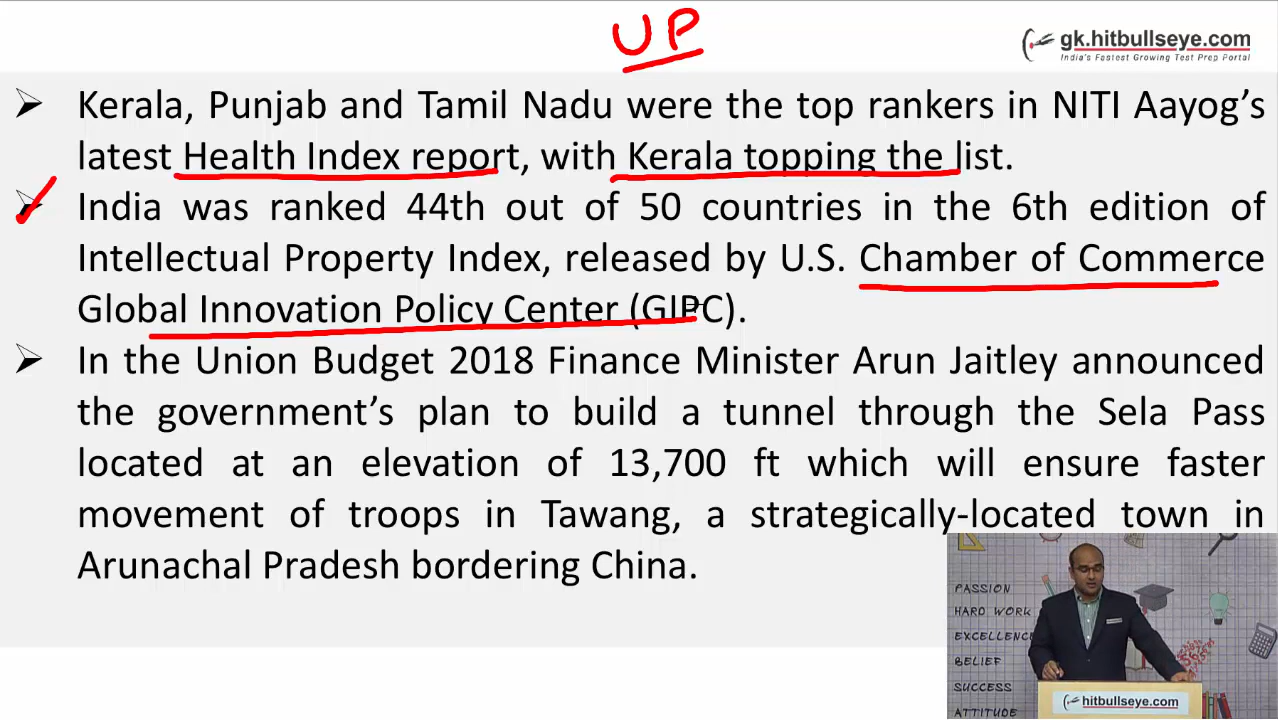 UP
gk.hitbullseye.com
India's Fastest Growing Test Prep Portal
➢ Kerala, Punjab and Tamil Nadu were the top rankers in NITI Aayog's
latest Health Index report, with Kerala topping the list.
➢ India was ranked 44th out of 50 countries in the 6th edition of
Intellectual Property Index, released by U.S. Chamber of Commerce
Global Innovation Policy Center (GIPC).
➢ In the Union Budget 2018 Finance Minister Arun Jaitley announced
the government's plan to build a tunnel through the Sela Pass
located at an elevation of 13,700 ft which will ensure faster
movement of troops in Tawang, a strategically-located town in
Arunachal Pradesh bordering China.
PASSION
HARD WORK
EXCELLENCE
BELIEF
SUCCESS
ATTITUDE
hitbullseye.com